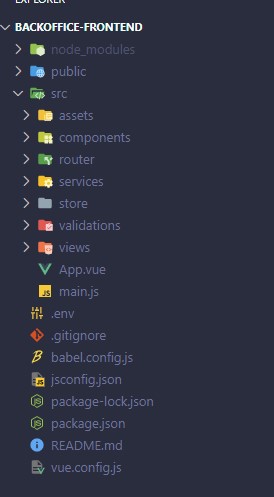 EXPLORER
BACKOFFICE-FRONTEND
node_modules
public
src
assets
components
router
services
store
validations
views
App.vue
JS main.js
.env
.gitignore
babel.config.js
jsconfig.json
package-lock.json
package.json
README.md
vue.config.js